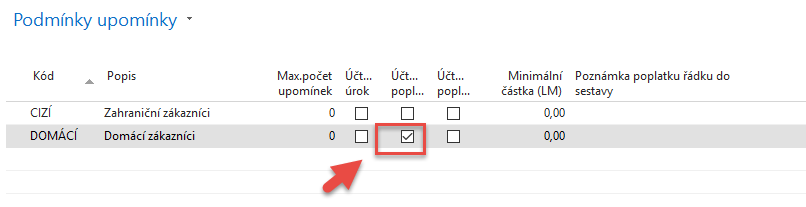 Podmínky upomínky
Kód Popis Max.počet upomínek Účt... úrok Účt... popl... Účt... popl... Minimální částka (LM) Poznámka poplatku řádku do sestavy
CIZÍ Zahraniční zákazníci 0 0,00
DOMÁCÍ Domácí zákazníci 0 0,00